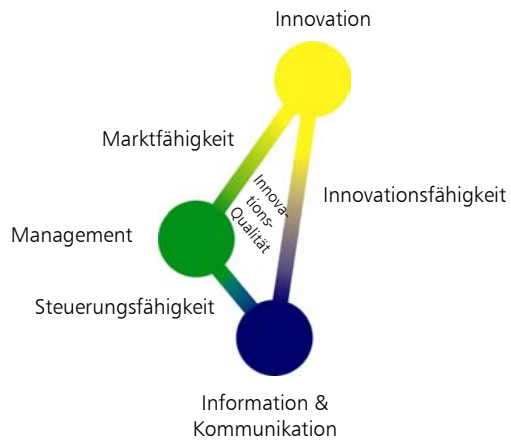 Innovation
Marktfähigkeit
Innova-
tions-
Qualität
Innovationsfähigkeit
Management
Steuerungsfähigkeit
Information &
Kommunikation